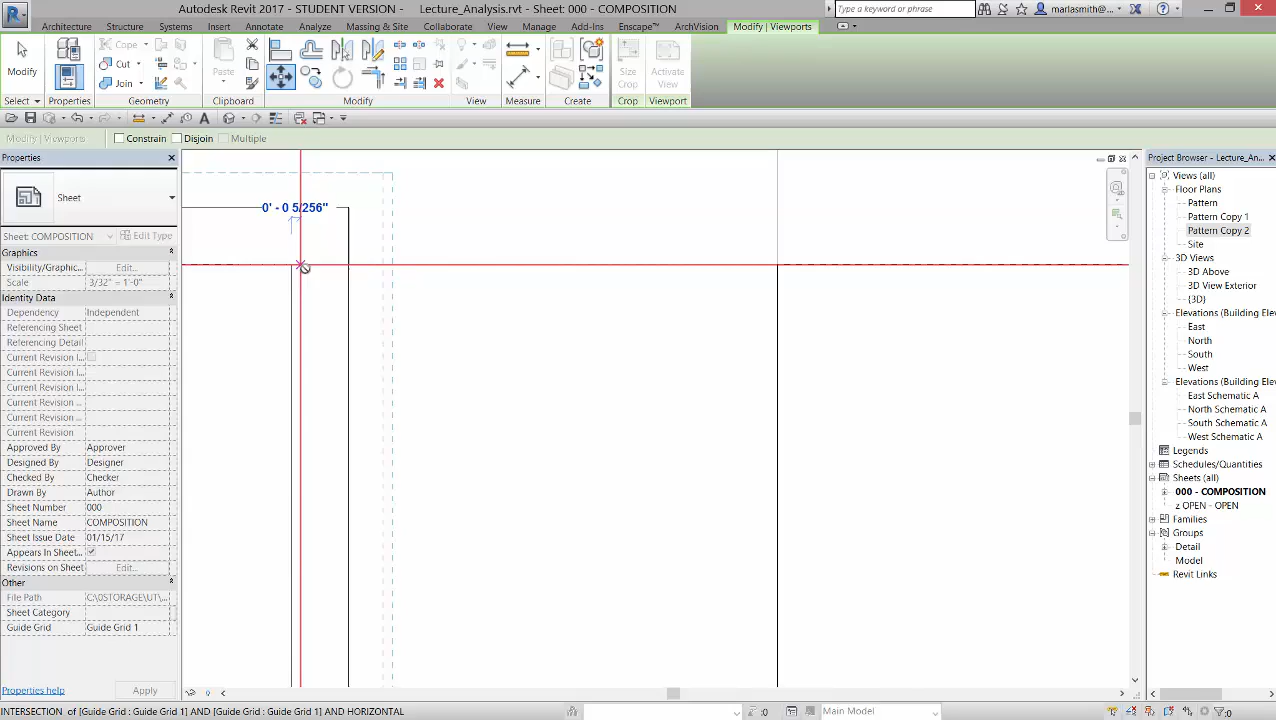 Autodesk Revit 2017 - STUDENT VERSION - Lecture_Analysis.rvt - Sheet: 000 - COMPOSITION
Type a keyword or phrase
marlasmith@...
Architecture Structure Systems Insert Annotate Analyze Massing & Site Collaborate View Manage Add-Ins Enscape™ ArchVision Modify | Viewports
Modify
Cope
Cut
Join
Paste
Size Crop
Activate View
Select Properties Geometry Clipboard Modify View Measure Create Crop Viewport
Modify | Viewports Constrain Disjoin Multiple
Properties
Sheet
Sheet: COMPOSITION Edit Type
Graphics
Visibility/Graphic... Edit...
Scale 3/32" = 1'-0"
Identity Data
Dependency Independent
Referencing Sheet
Referencing Detail
Current Revision I...
Current Revision ...
Current Revision ...
Current Revision ...
Current Revision ...
Current Revision
Approved By Approver
Designed By Designer
Checked By Checker
Drawn By Author
Sheet Number 000
Sheet Name COMPOSITION
Sheet Issue Date 01/15/17
Appears In Sheet...
Revisions on Sheet Edit...
Other
File Path C:\0STORAGE\UT\...
Sheet Category
Guide Grid Guide Grid 1
Properties help Apply
0' - 0 5/256"
Project Browser - Lecture_An...
Views (all)
Floor Plans
Pattern
Pattern Copy 1
Pattern Copy 2
Site
3D Views
3D Above
3D View Exterior
{3D}
Elevations (Building Ele
East
North
South
West
Elevations (Building Ele
East Schematic A
North Schematic A
South Schematic A
West Schematic A
Legends
Schedules/Quantities
Sheets (all)
000 - COMPOSITION
z OPEN - OPEN
Families
Groups
Detail
Model
Revit Links
INTERSECTION of [Guide Grid : Guide Grid 1] AND [Guide Grid : Guide Grid 1] AND HORIZONTAL
:0
Main Model
:0